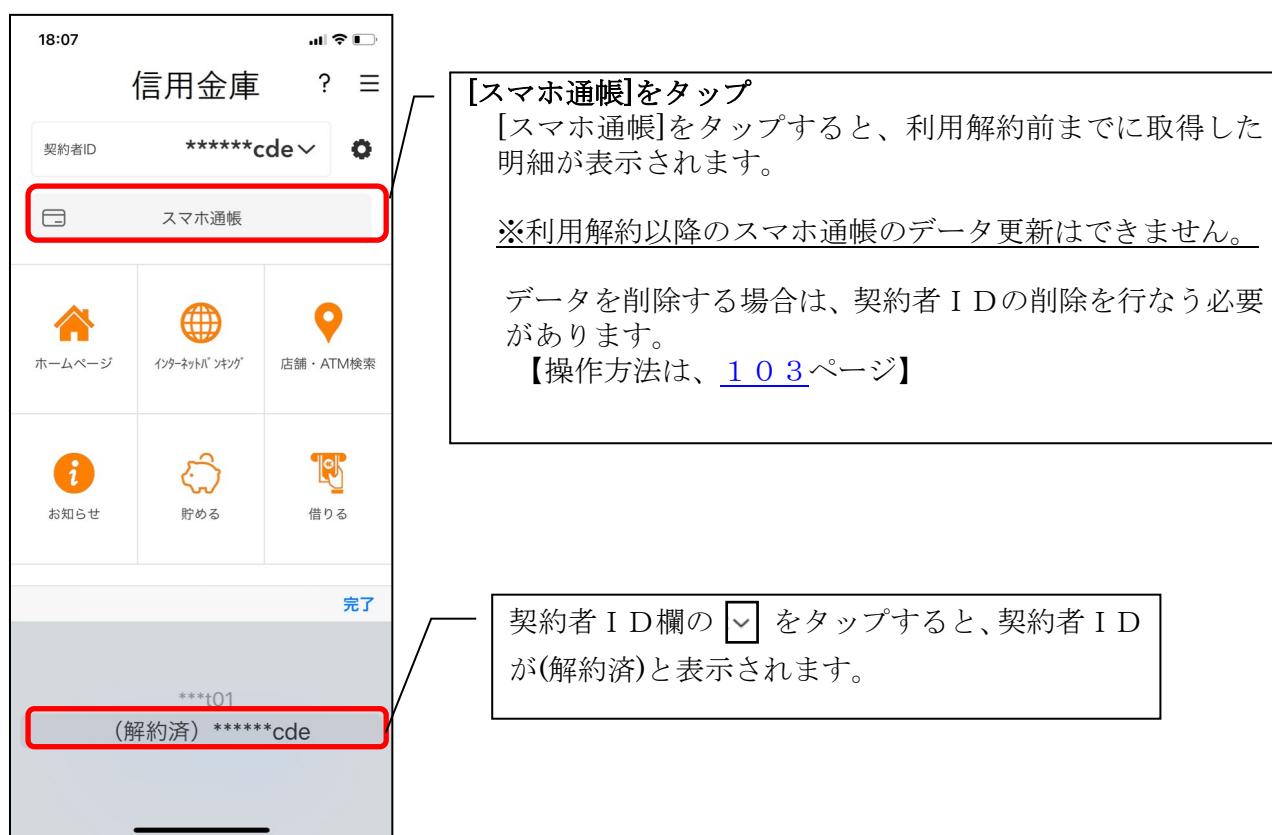 18:07
信用金庫 ? ≡
契約者ID ******cde
スマホ通帳
ホームページ
インターネットバンキング
店舗・ATM検索
お知らせ
貯める
借りる
完了
***t01
(解約済)******cde
[スマホ通帳]をタップ
[スマホ通帳]をタップすると、利用解約前までに取得した
明細が表示されます。
※利用解約以降のスマホ通帳のデータ更新はできません。
データを削除する場合は、契約者IDの削除を行なう必要
があります。
【操作方法は、103ページ】
契約者ID欄の をタップすると、契約者ID
が(解約済)と表示されます。